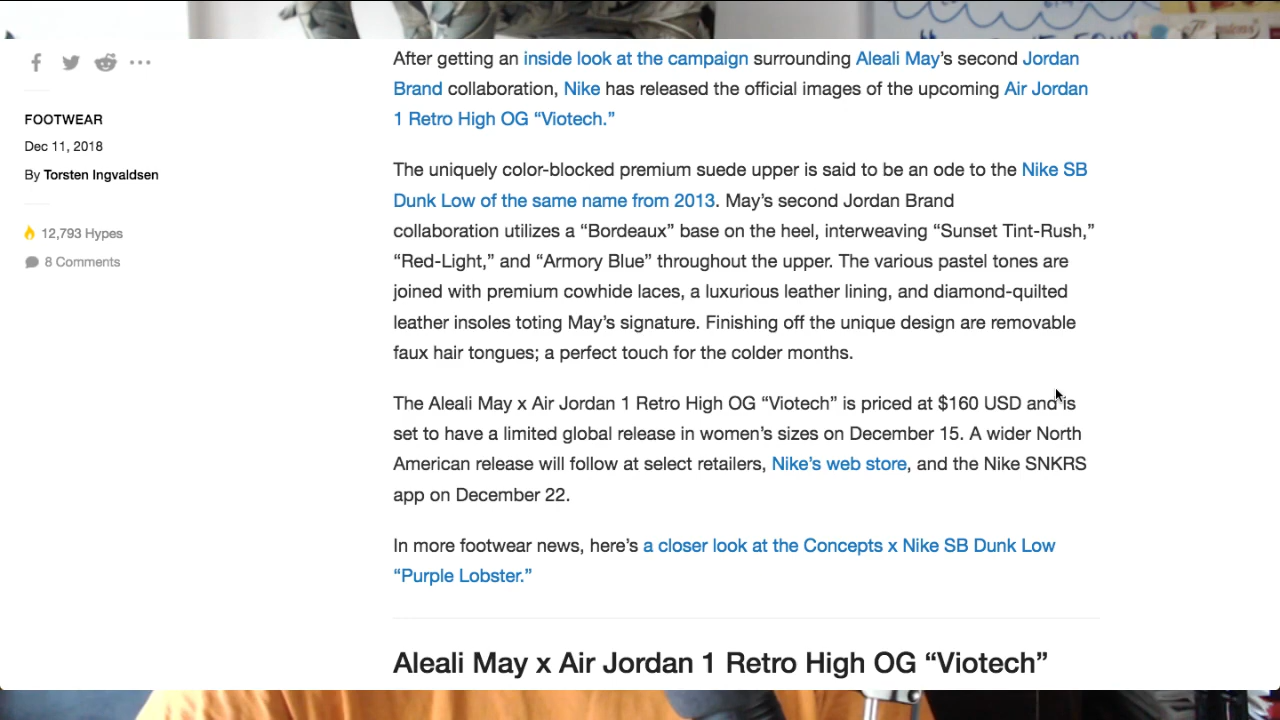 FOOTWEAR
Dec 11, 2018
By Torsten Ingvaldsen
12,793 Hypes
8 Comments
After getting an inside look at the campaign surrounding Aleali May’s second Jordan
Brand collaboration, Nike has released the official images of the upcoming Air Jordan
1 Retro High OG “Viotech.”
The uniquely color-blocked premium suede upper is said to be an ode to the Nike SB
Dunk Low of the same name from 2013. May’s second Jordan Brand
collaboration utilizes a “Bordeaux” base on the heel, interweaving “Sunset Tint-Rush,”
“Red-Light,” and “Armory Blue” throughout the upper. The various pastel tones are
joined with premium cowhide laces, a luxurious leather lining, and diamond-quilted
leather insoles toting May’s signature. Finishing off the unique design are removable
faux hair tongues; a perfect touch for the colder months.
The Aleali May x Air Jordan 1 Retro High OG “Viotech” is priced at $160 USD and is
set to have a limited global release in women’s sizes on December 15. A wider North
American release will follow at select retailers, Nike’s web store, and the Nike SNKRS
app on December 22.
In more footwear news, here’s a closer look at the Concepts x Nike SB Dunk Low
“Purple Lobster.”
Aleali May x Air Jordan 1 Retro High OG “Viotech”